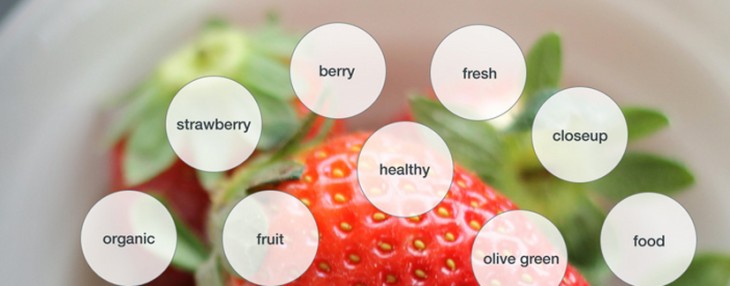 berry
fresh
strawberry
closeup
healthy
organic
fruit
olive green
food